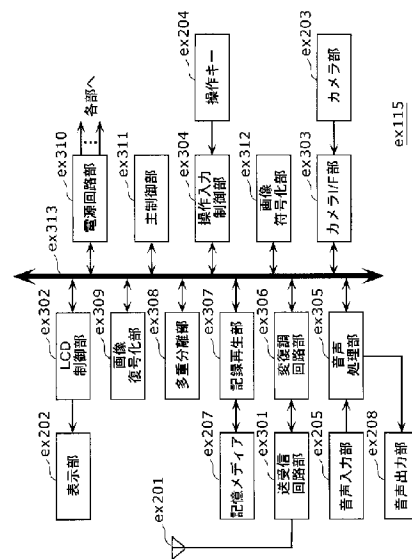 ex115
ex201
ex202
表示部
ex302
LCD
制御部
ex309
画像
復号化部
ex308
多重分離部
ex207
記憶メディア
ex307
記録再生部
ex301
送受信
回路部
ex306
変復調
回路部
ex205
音声入力部
ex305
音声
処理部
ex208
音声出力部
ex313
ex310
電源回路部
各部へ
ex311
主制御部
ex304
操作入力
制御部
ex204
操作キー
ex312
画像
符号化部
ex303
カメラI/F部
ex203
カメラ部